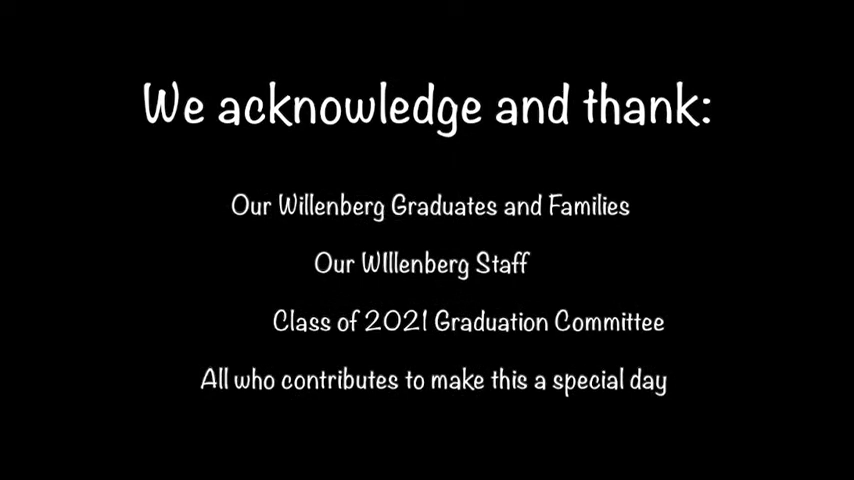 We acknowledge and thank:
Our Willenberg Graduates and Families
Our WIllenberg Staff
Class of 2021 Graduation Committee
All who contributes to make this a special day